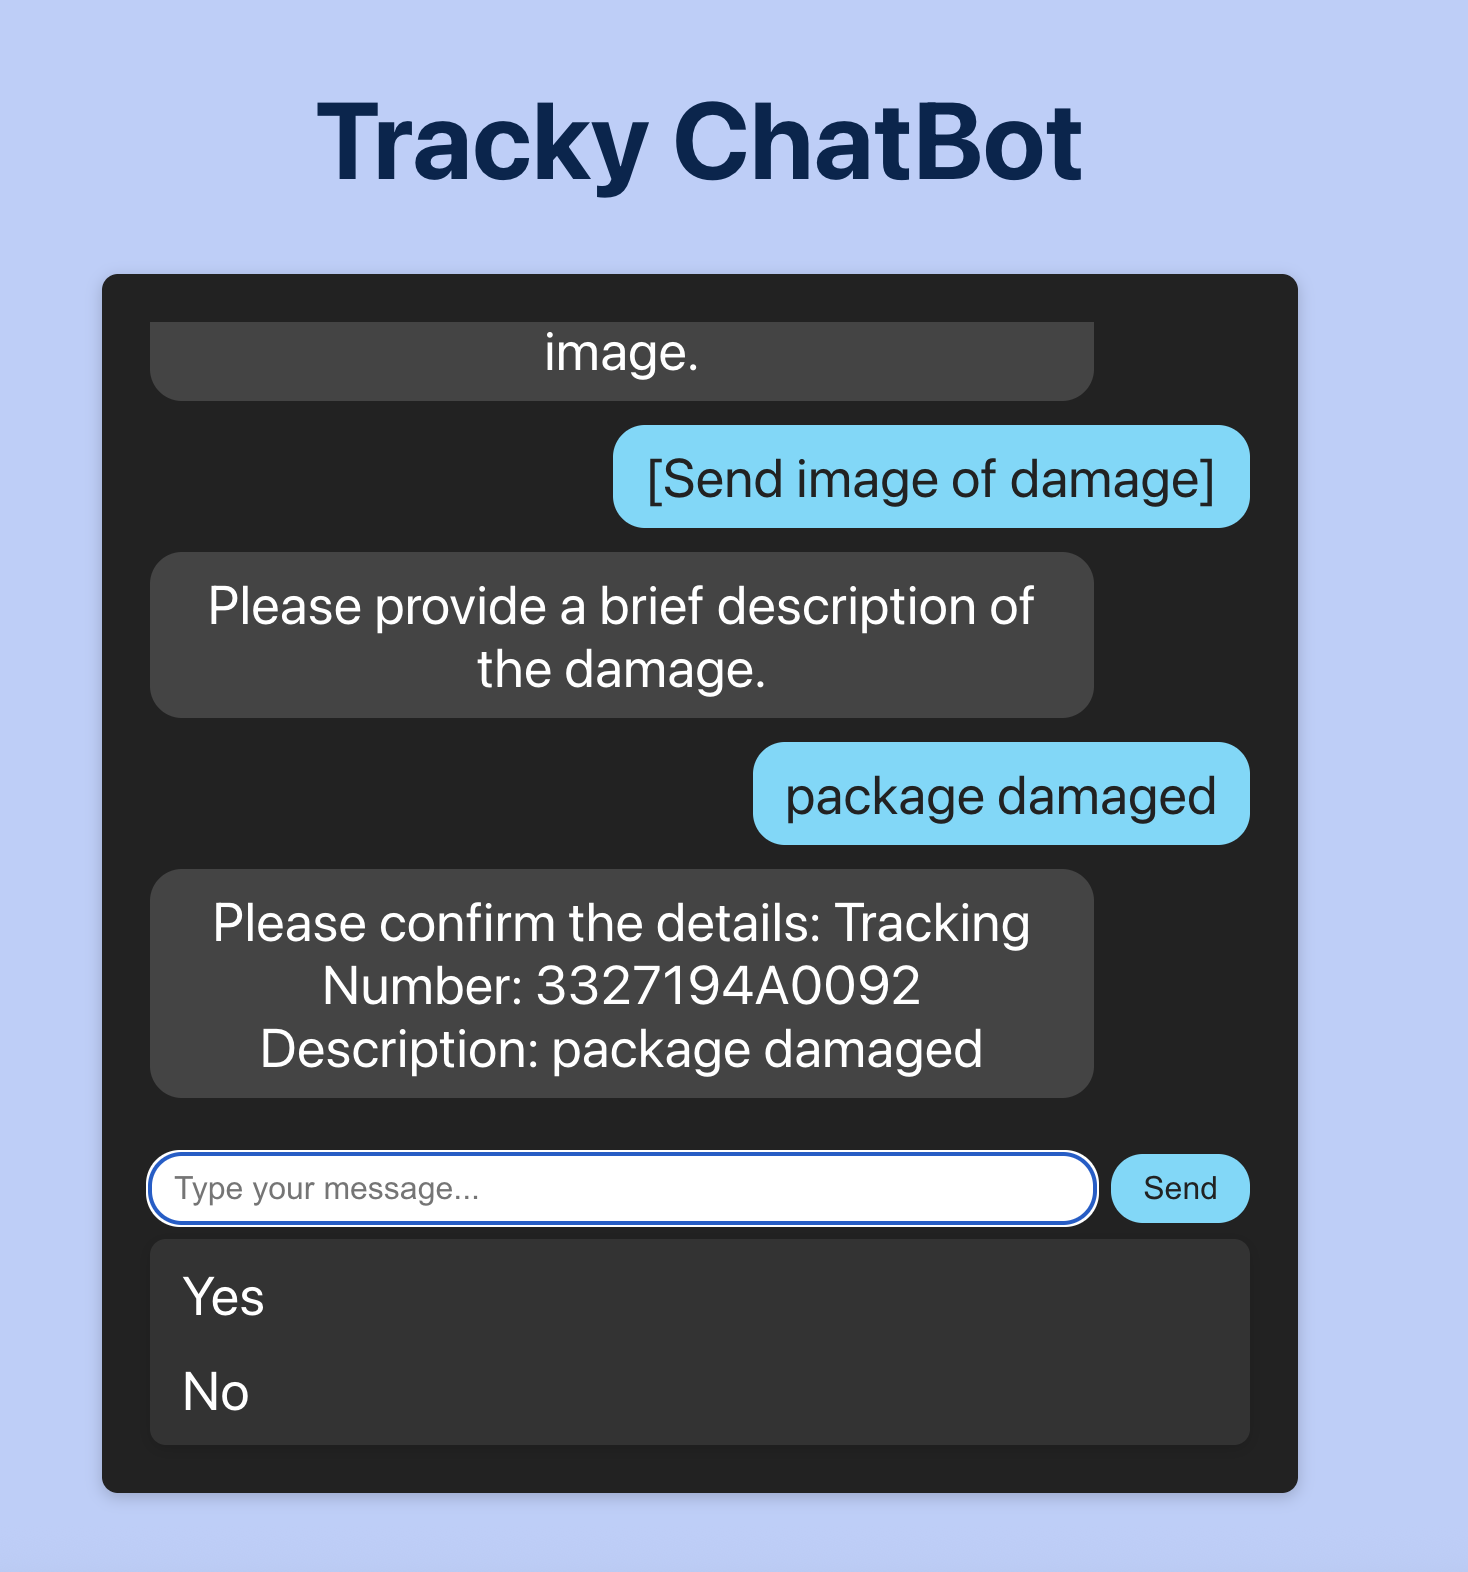 Tracky ChatBot
image.
[Send image of damage]
Please provide a brief description of
the damage.
package damaged
Please confirm the details: Tracking
Number: 3327194A0092
Description: package damaged
Type your message...
Send
Yes
No